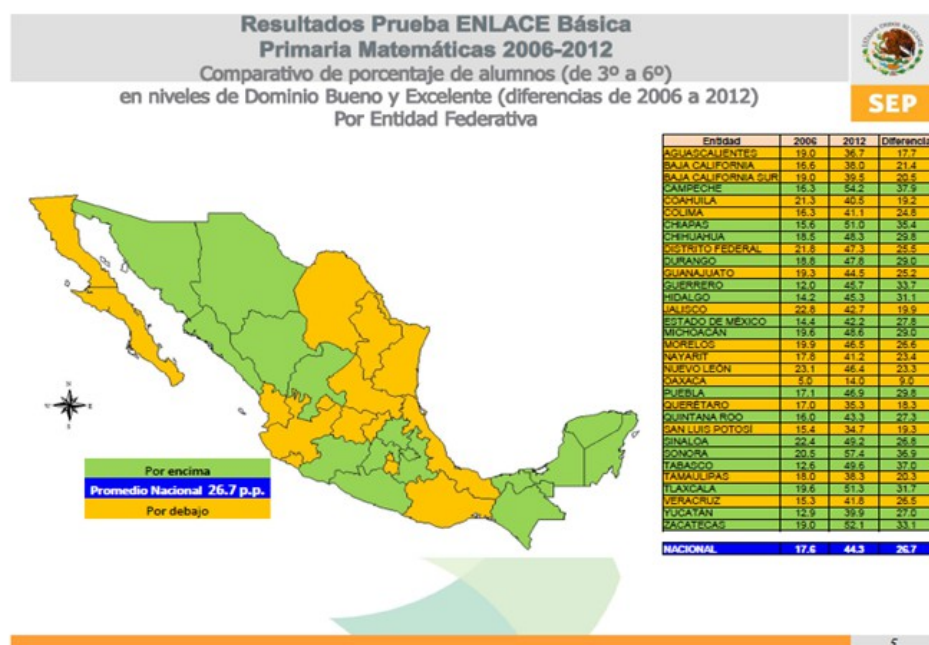 Resultados Prueba ENLACE Básica
Primaria Matemáticas 2006-2012
Comparativo de porcentaje de alumnos (de 3º a 6º)
en niveles de Dominio Bueno y Excelente (diferencias de 2006 a 2012)
Por Entidad Federativa
SEP
Entidad 2006 2012 Diferencia
AGUASCALIENTES 19.0 36.7 17.7
BAJA CALIFORNIA 16.6 38.0 21.4
BAJA CALIFORNIA SUR 19.0 39.5 20.5
CAMPECHE 16.3 54.2 37.9
COAHUILA 21.3 40.5 19.2
COLIMA 16.3 41.1 24.8
CHIAPAS 15.6 51.0 35.4
CHIHUAHUA 18.5 48.3 29.8
DISTRITO FEDERAL 21.8 47.3 25.5
DURANGO 18.8 47.8 29.0
GUANAJUATO 19.3 44.5 25.2
GUERRERO 12.0 45.7 33.7
HIDALGO 14.2 45.3 31.1
JALISCO 22.8 42.7 19.9
ESTADO DE MÉXICO 14.4 42.2 27.8
MICHOACÁN 19.6 48.6 29.0
MORELOS 19.9 46.5 26.6
NAYARIT 17.8 41.2 23.4
NUEVO LEÓN 23.1 46.4 23.3
OAXACA 5.0 14.0 9.0
PUEBLA 17.1 46.9 29.8
QUERÉTARO 17.0 35.3 18.3
QUINTANA ROO 16.0 43.3 27.3
SAN LUIS POTOSÍ 15.4 34.7 19.3
SINALOA 22.4 49.2 26.8
SONORA 20.5 57.4 36.9
TABASCO 12.6 49.6 37.0
TAMAULIPAS 18.0 38.3 20.3
TLAXCALA 19.6 51.3 31.7
VERACRUZ 15.3 41.8 26.5
YUCATÁN 12.9 39.9 27.0
ZACATECAS 19.0 52.1 33.1
NACIONAL 17.6 44.3 26.7
N
Por encima
Promedio Nacional 26.7 p.p.
Por debajo
5